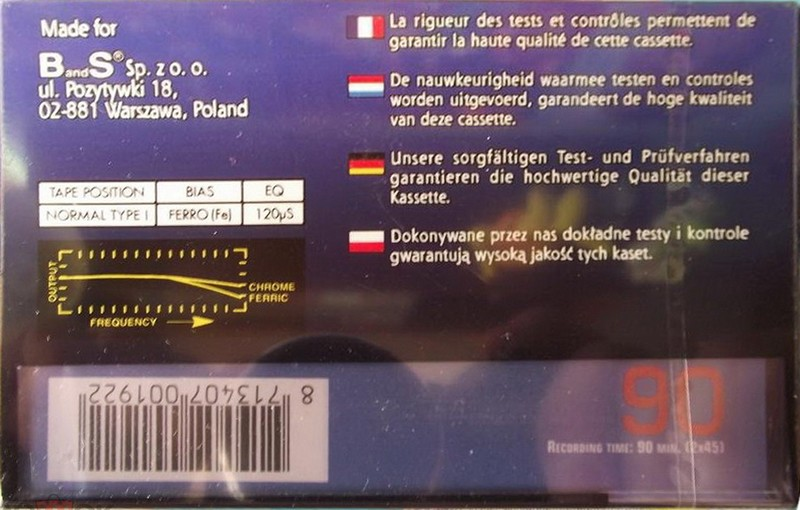 Made for
BandS® Sp. z o. o.
ul. Pozytywki 18,
02-881 Warszawa, Poland
TAPE POSITION BIAS EQ
NORMAL TYPE I FERRO (Fe) 120µS
OUTPUT
CHROME
FERRIC
FREQUENCY
La rigueur des tests et contrôles permettent de
garantir la haute qualité de cette cassette.
De nauwkeurigheid waarmee testen en controles
worden uitgevoerd, garandeert de hoge kwaliteit
van deze cassette.
Unsere sorgfältigen Test- und Prüfverfahren
garantieren die hochwertige Qualität dieser
Kassette.
Dokonywane przez nas dokładne testy i kontrole
gwarantują wysoką jakość tych kaset.
8 713407 001922
90
RECORDING TIME: 90 MIN. (2x45)